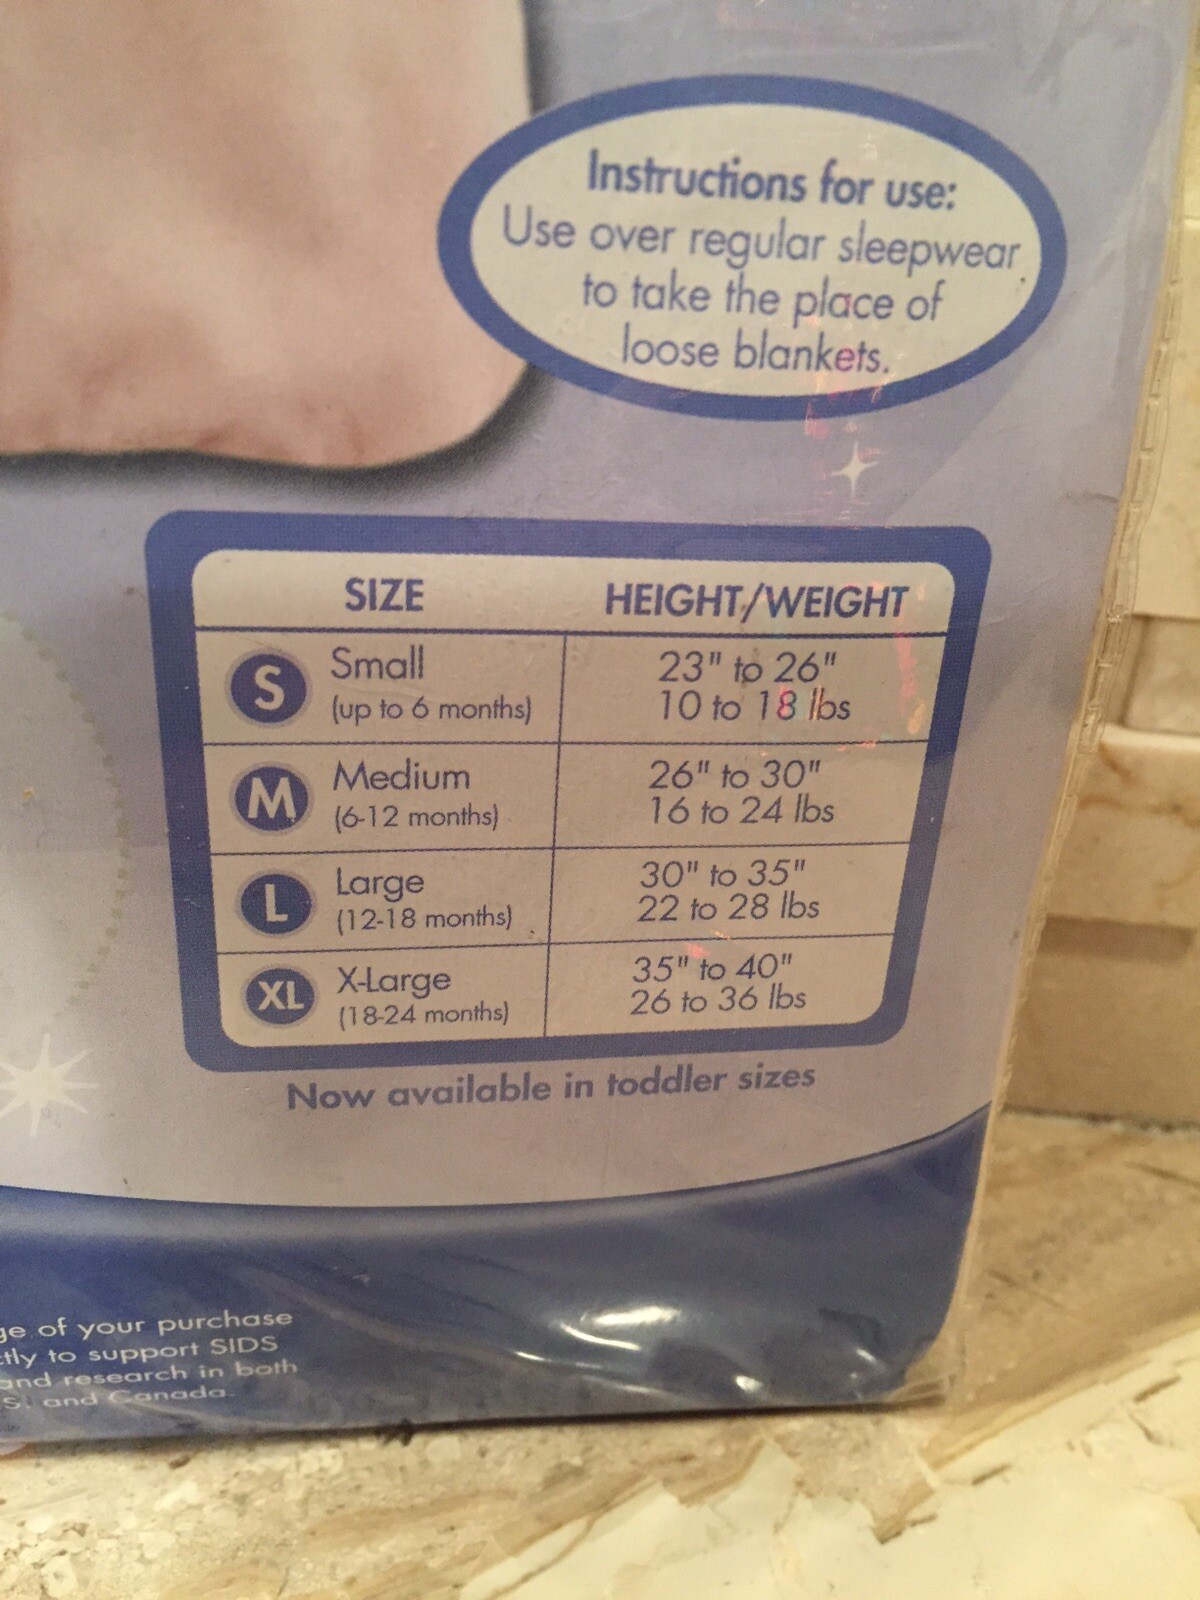 Instructions for use:
Use over regular sleepwear
to take the place of
loose blankets.
SIZE HEIGHT/WEIGHT
S Small 23" to 26"
(up to 6 months) 10 to 18 lbs
M Medium 26" to 30"
(6-12 months) 16 to 24 lbs
L Large 30" to 35"
(12-18 months) 22 to 28 lbs
XL X-Large 35" to 40"
(18-24 months) 26 to 36 lbs
Now available in toddler sizes
of your purchase
to support SIDS
and research in both
S. and Canada.